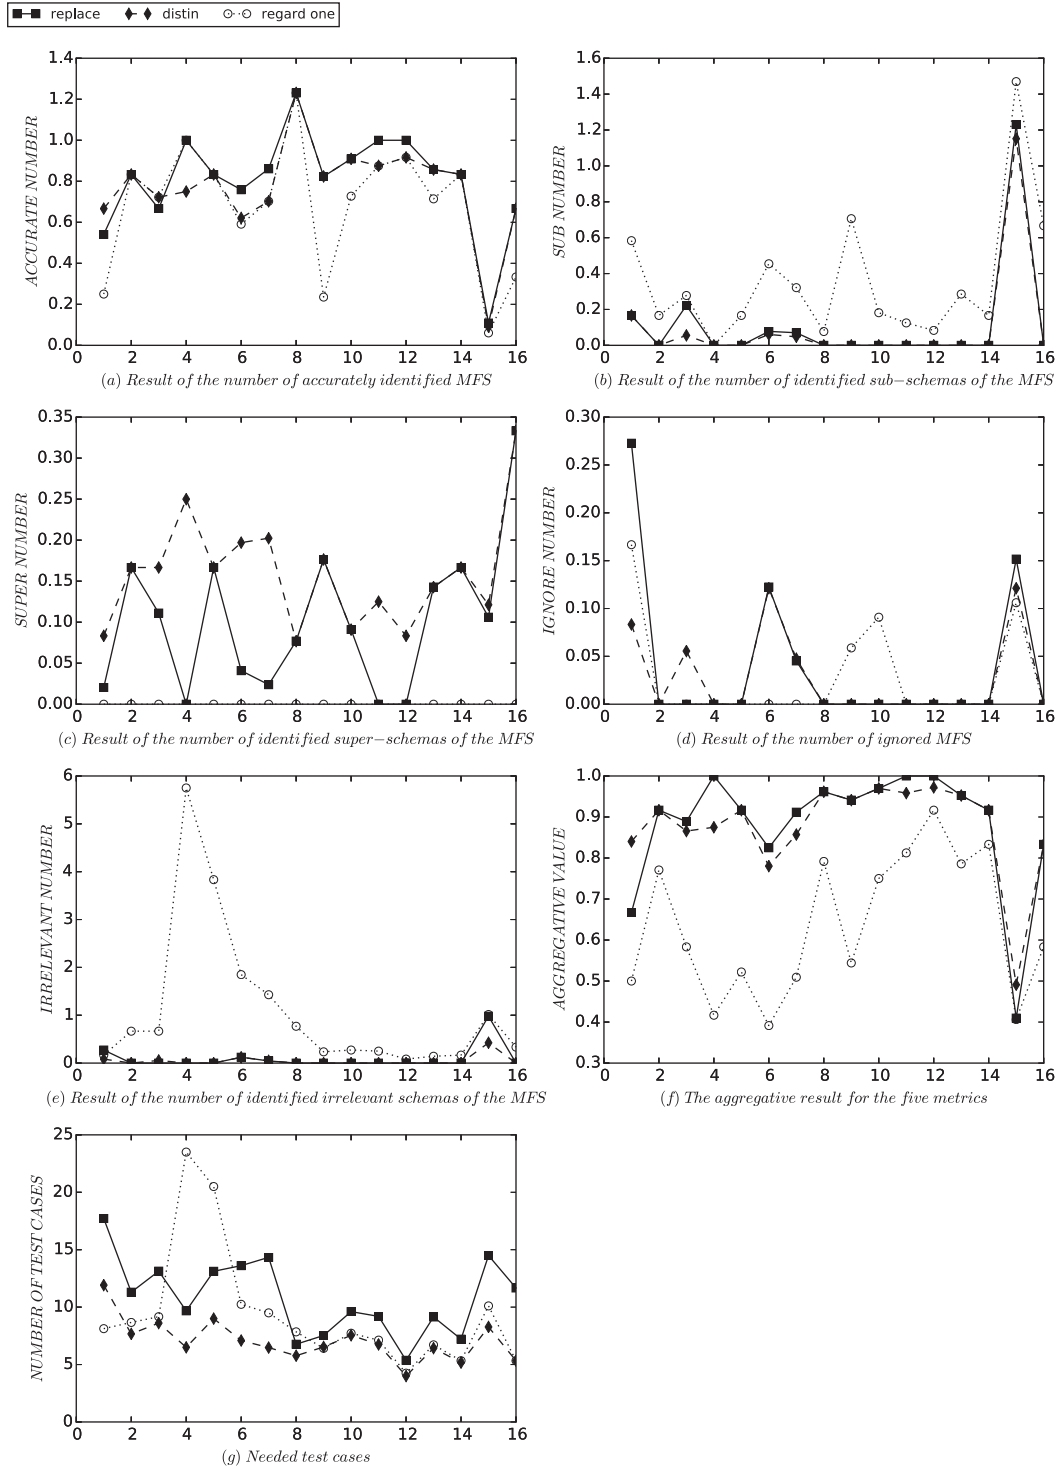 replace distin regard one
1.4
1.2
1.0
0.8
0.6
0.4
0.2
0.0
ACCURATE NUMBER
0 2 4 6 8 10 12 14 16
(a) Result of the number of accurately identified MFS
1.6
1.4
1.2
1.0
0.8
0.6
0.4
0.2
0.0
SUB NUMBER
0 2 4 6 8 10 12 14 16
(b) Result of the number of identified sub−schemas of the MFS
0.35
0.30
0.25
0.20
0.15
0.10
0.05
0.00
SUPER NUMBER
0 2 4 6 8 10 12 14 16
(c) Result of the number of identified super−schemas of the MFS
0.30
0.25
0.20
0.15
0.10
0.05
0.00
IGNORE NUMBER
0 2 4 6 8 10 12 14 16
(d) Result of the number of ignored MFS
6
5
4
3
2
1
0
IRRELEVANT NUMBER
0 2 4 6 8 10 12 14 16
(e) Result of the number of identified irrelevant schemas of the MFS
1.0
0.9
0.8
0.7
0.6
0.5
0.4
0.3
AGGREGATIVE VALUE
0 2 4 6 8 10 12 14 16
(f) The aggregative result for the five metrics
25
20
15
10
5
0
NUMBER OF TEST CASES
0 2 4 6 8 10 12 14 16
(g) Needed test cases